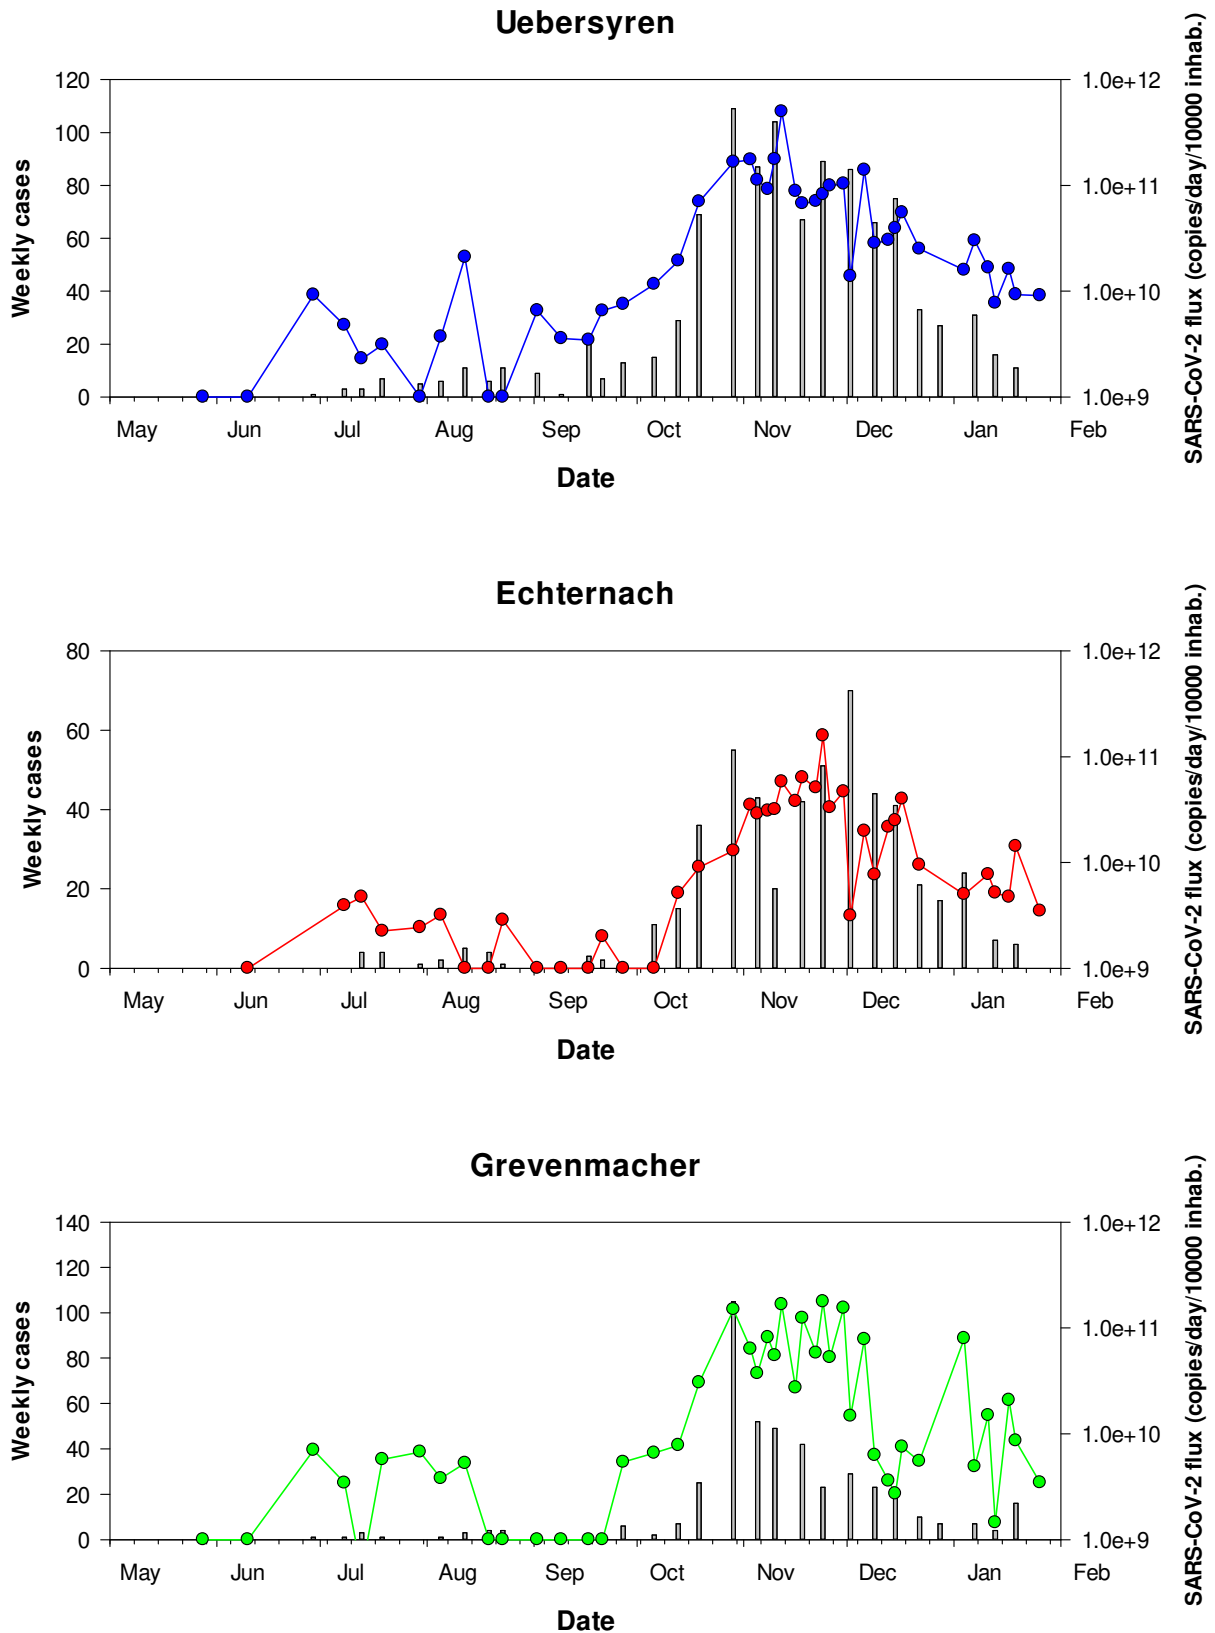 Uebersyren
120
100
80
60
40
20
0
Weekly cases
1.0e+12
1.0e+11
1.0e+10
1.0e+9
SARS-CoV-2 flux (copies/day/10000 inhab.)
May Jun Jul Aug Sep Oct Nov Dec Jan Feb
Date
Echternach
80
60
40
20
0
Weekly cases
1.0e+12
1.0e+11
1.0e+10
1.0e+9
SARS-CoV-2 flux (copies/day/10000 inhab.)
May Jun Jul Aug Sep Oct Nov Dec Jan Feb
Date
Grevenmacher
140
120
100
80
60
40
20
0
Weekly cases
1.0e+12
1.0e+11
1.0e+10
1.0e+9
SARS-CoV-2 flux (copies/day/10000 inhab.)
May Jun Jul Aug Sep Oct Nov Dec Jan Feb
Date